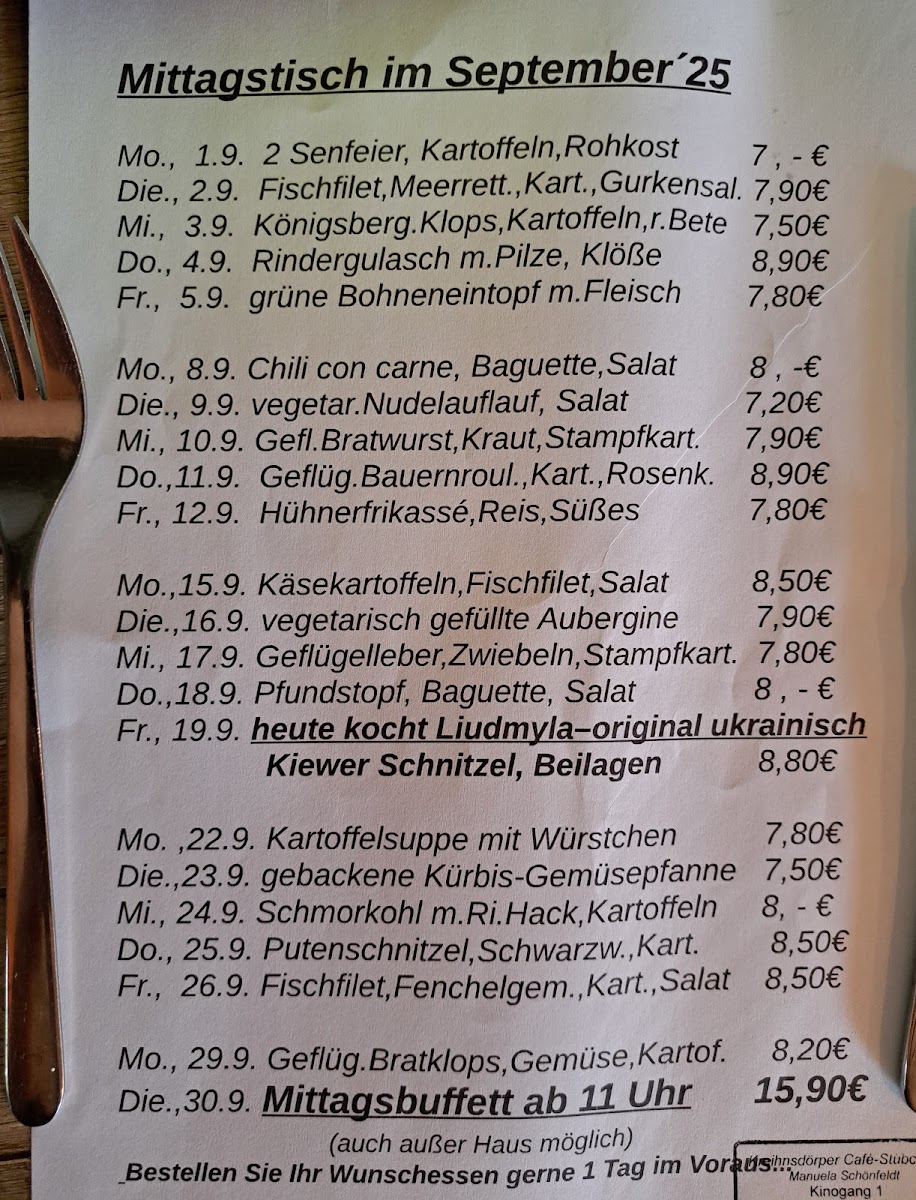 Mittagstisch im September´25
Mo., 1.9. 2 Senfeier, Kartoffeln,Rohkost 7 , - €
Die., 2.9. Fischfilet,Meerrett.,Kart.,Gurkensal. 7,90€
Mi., 3.9. Königsberg.Klops,Kartoffeln,r.Bete 7,50€
Do., 4.9. Rindergulasch m.Pilze, Klöße 8,90€
Fr., 5.9. grüne Bohneneintopf m.Fleisch 7,80€
Mo., 8.9. Chili con carne, Baguette,Salat 8 , -€
Die., 9.9. vegetar.Nudelauflauf, Salat 7,20€
Mi., 10.9. Gefl.Bratwurst,Kraut,Stampfkart. 7,90€
Do.,11.9. Geflüg.Bauernroul.,Kart.,Rosenk. 8,90€
Fr., 12.9. Hühnerfrikassé,Reis,Süßes 7,80€
Mo.,15.9. Käsekartoffeln,Fischfilet,Salat 8,50€
Die.,16.9. vegetarisch gefüllte Aubergine 7,90€
Mi., 17.9. Geflügelleber,Zwiebeln,Stampfkart. 7,80€
Do.,18.9. Pfundstopf, Baguette, Salat 8 , - €
Fr., 19.9. heute kocht Liudmyla–original ukrainisch
Kiewer Schnitzel, Beilagen 8,80€
Mo. ,22.9. Kartoffelsuppe mit Würstchen 7,80€
Die.,23.9. gebackene Kürbis-Gemüsepfanne 7,50€
Mi., 24.9. Schmorkohl m.Ri.Hack,Kartoffeln 8, - €
Do., 25.9. Putenschnitzel,Schwarzw.,Kart. 8,50€
Fr., 26.9. Fischfilet,Fenchelgem.,Kart.,Salat 8,50€
Mo., 29.9. Geflüg.Bratklops,Gemüse,Kartof. 8,20€
Die.,30.9. Mittagsbuffett ab 11 Uhr 15,90€
(auch außer Haus möglich)
Bestellen Sie Ihr Wunschessen gerne 1 Tag im Voraus...
Café-Stube
Manuela Schönfeldt
Kinogang 1